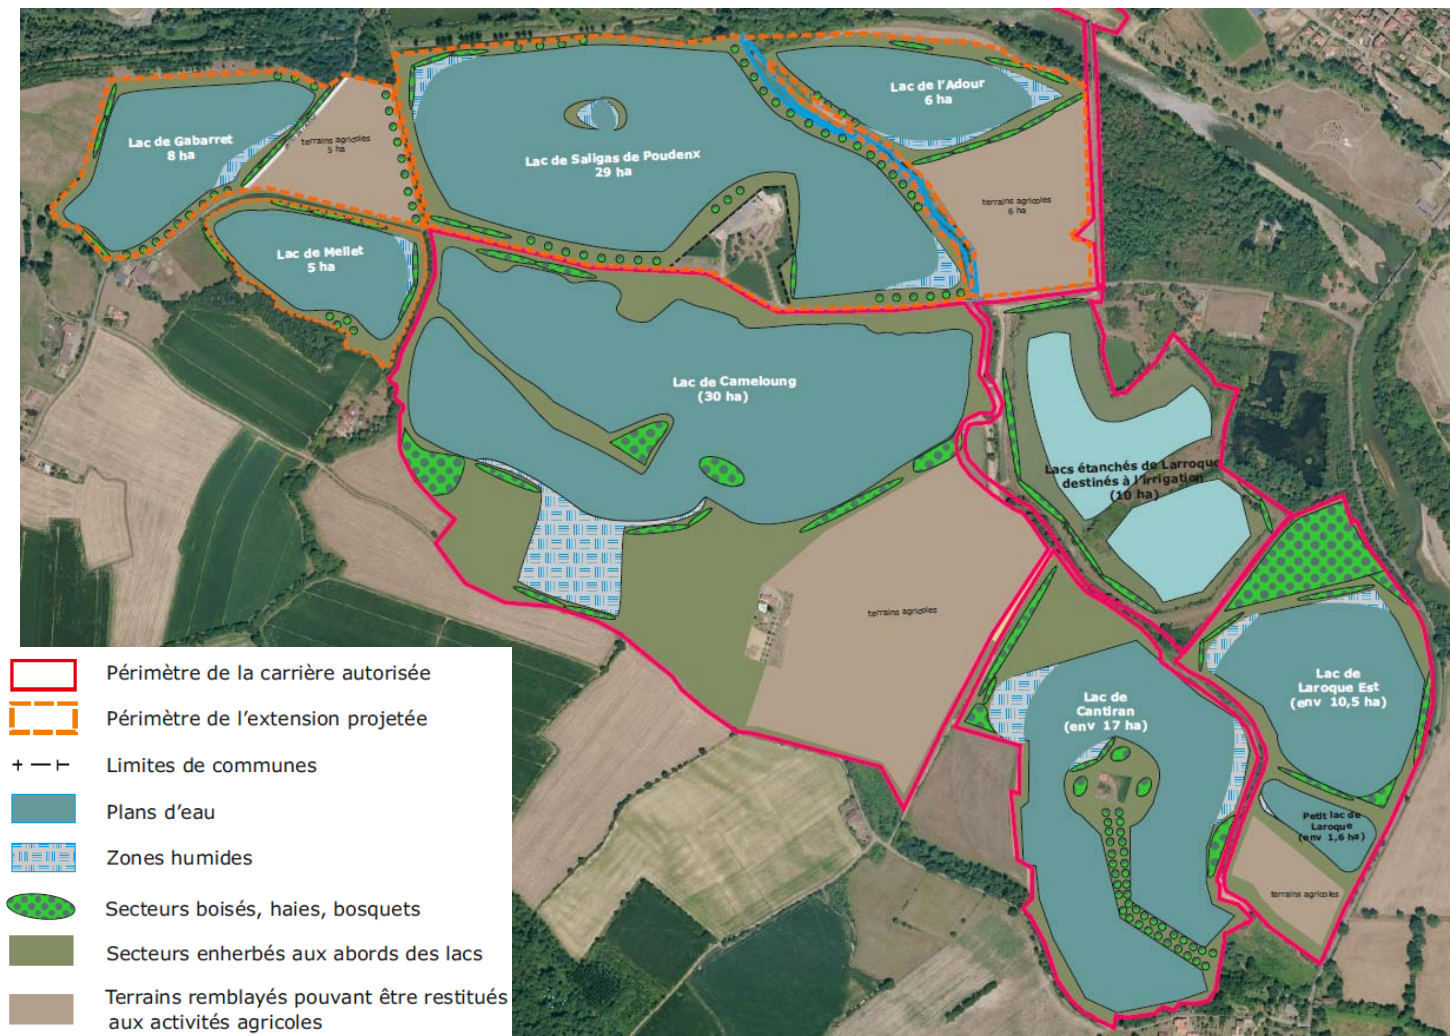 Lac de l'Adour
6 ha
Lac de Gabarret
8 ha
terrains agricoles
5 ha
Lac de Saligas de Poudenx
29 ha
terrains agricoles
6 ha
Lac de Mellet
5 ha
Lac de Cameloung
(30 ha)
Lacs étanchés de Larroque
destinés à l'irrigation
(10 ha)
terrains agricoles
Lac de
Laroque Est
(env 10,5 ha)
Lac de
Cantiran
(env 17 ha)
Petit lac de
Laroque
(env 1,6 ha)
terrains agricoles
Périmètre de la carrière autorisée
Périmètre de l'extension projetée
Limites de communes
Plans d'eau
Zones humides
Secteurs boisés, haies, bosquets
Secteurs enherbés aux abords des lacs
Terrains remblayés pouvant être restitués
aux activités agricoles